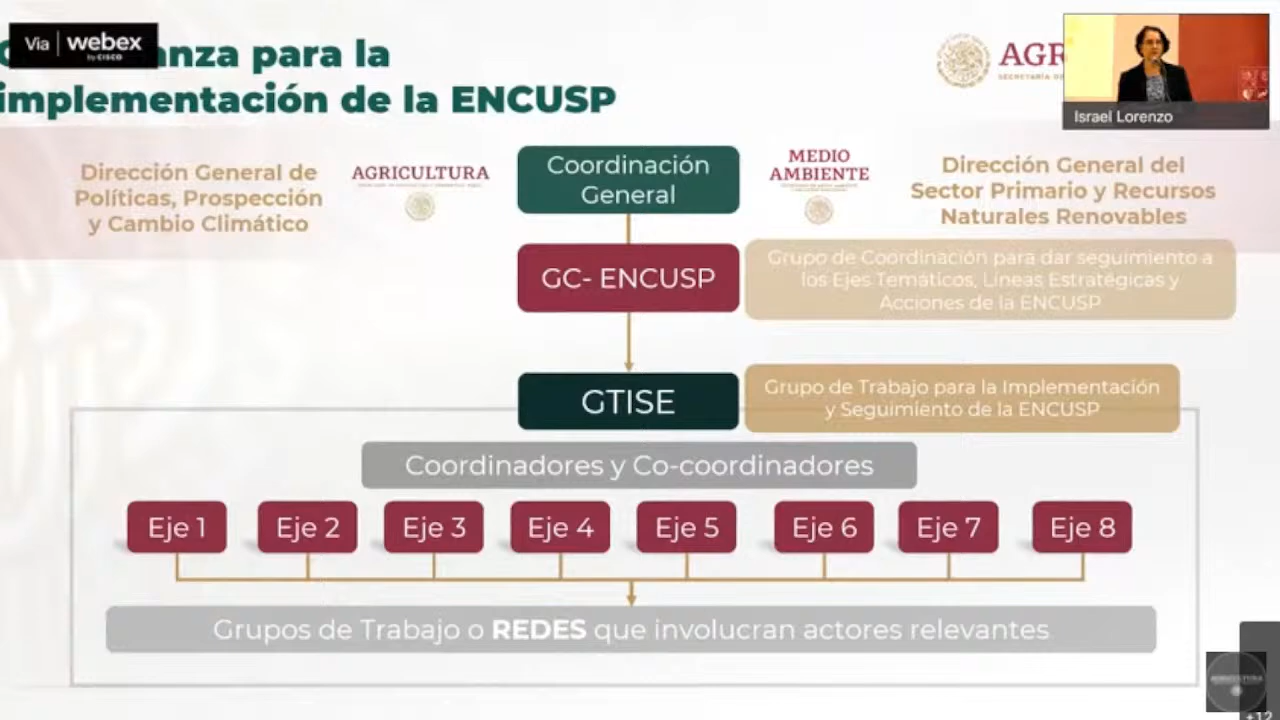 Via webex
by CISCO
anza para la
implementación de la ENCUSP
AGR
SECRETARÍA DE
Israel Lorenzo
Dirección General de
Políticas, Prospección
y Cambio Climático
AGRICULTURA
Coordinación
General
MEDIO
AMBIENTE
Dirección General del
Sector Primario y Recursos
Naturales Renovables
GC- ENCUSP
Grupo de Coordinación para dar seguimiento a
los Ejes Temáticos, Líneas Estratégicas y
Acciones de la ENCUSP
GTISE
Grupo de Trabajo para la Implementación
y Seguimiento de la ENCUSP
Coordinadores y Co-coordinadores
Eje 1 Eje 2 Eje 3 Eje 4 Eje 5 Eje 6 Eje 7 Eje 8
Grupos de Trabajo o REDES que involucran actores relevantes
+12